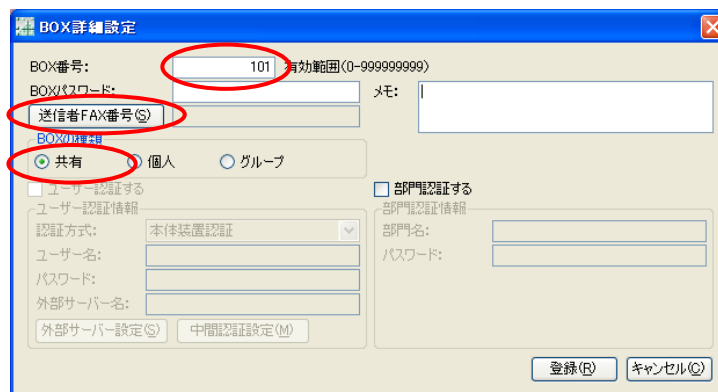 BOX詳細設定
BOX番号: 101 有効範囲(0-999999999)
BOXパスワード: メモ:
送信者FAX番号(S)
BOXの種類
共有 個人 グループ
ユーザー認証する 部門認証する
ユーザー認証情報 部門認証情報
認証方式: 本体装置認証 部門名:
ユーザー名: パスワード:
パスワード:
外部サーバー名:
外部サーバー設定(S) 中間認証設定(M)
登録(R) キャンセル(C)